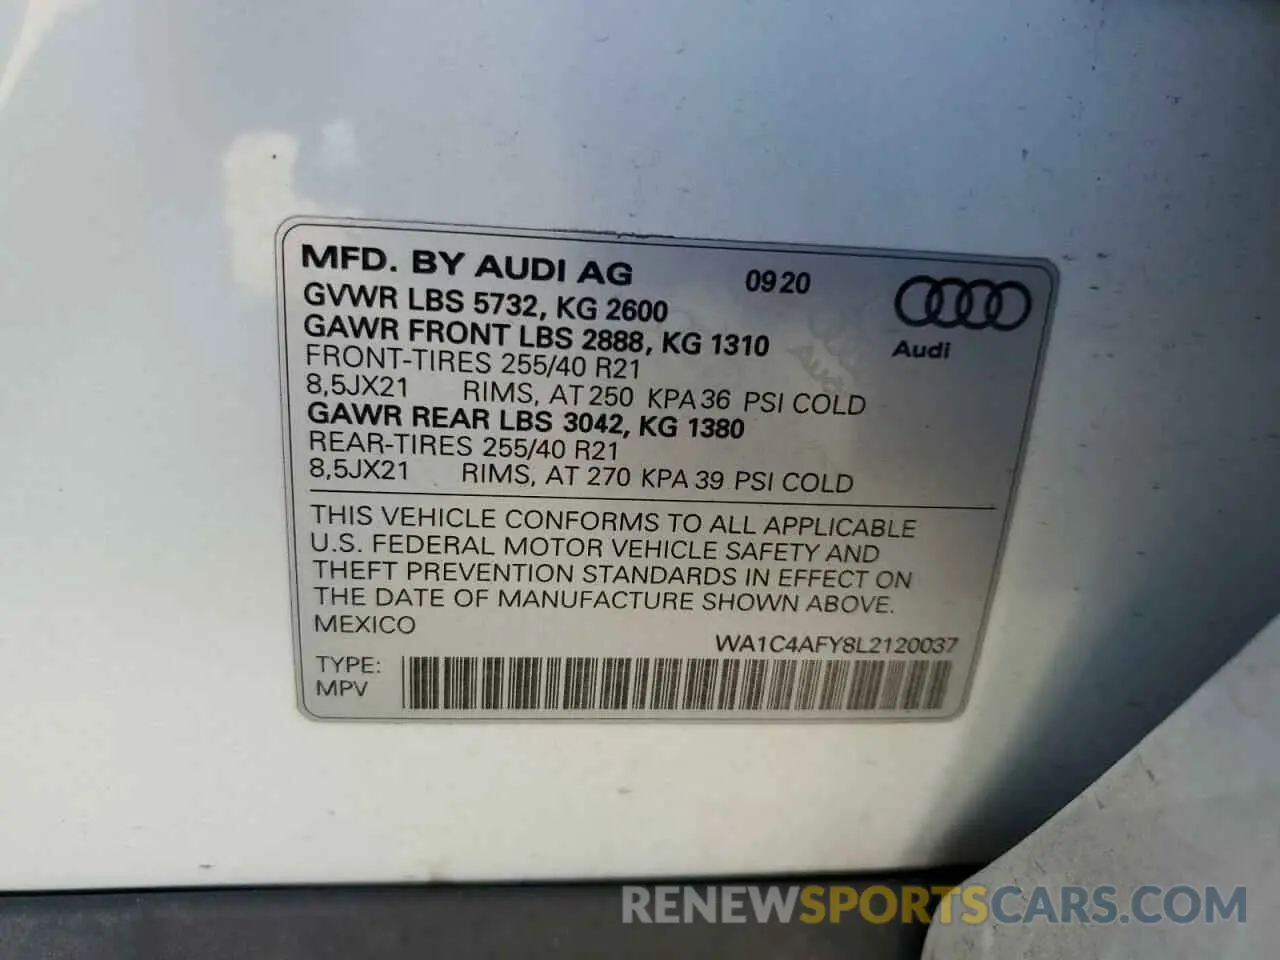 MFD. BY AUDI AG 09 20
GVWR LBS 5732, KG 2600
GAWR FRONT LBS 2888, KG 1310
Audi
FRONT-TIRES 255/40 R21
8,5JX21 RIMS, AT 250 KPA 36 PSI COLD
GAWR REAR LBS 3042, KG 1380
REAR-TIRES 255/40 R21
8,5JX21 RIMS, AT 270 KPA 39 PSI COLD
THIS VEHICLE CONFORMS TO ALL APPLICABLE
U.S. FEDERAL MOTOR VEHICLE SAFETY AND
THEFT PREVENTION STANDARDS IN EFFECT ON
THE DATE OF MANUFACTURE SHOWN ABOVE.
MEXICO
WA1C4AFY8L2120037
TYPE:
MPV
RENEWSPORTSCARS.COM